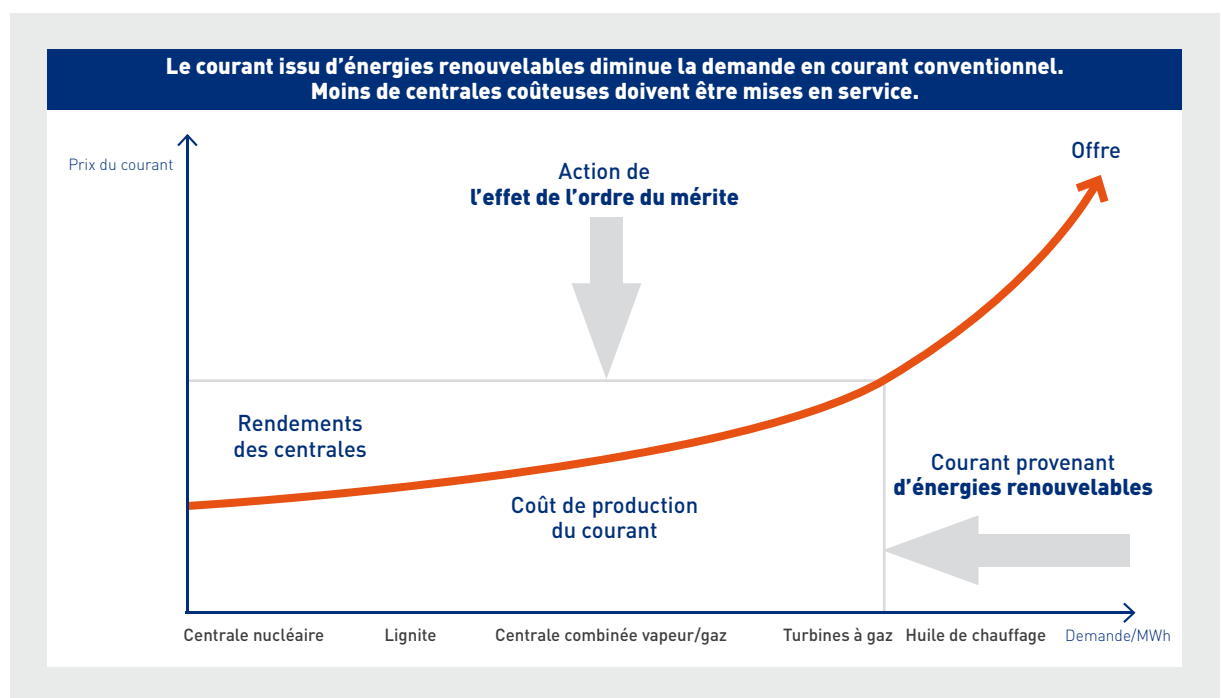 Le courant issu d’énergies renouvelables diminue la demande en courant conventionnel.
Moins de centrales coûteuses doivent être mises en service.
Prix du courant
Action de
l’effet de l’ordre du mérite
Offre
Rendements
des centrales
Coût de production
du courant
Courant provenant
d’énergies renouvelables
Centrale nucléaire
Lignite
Centrale combinée vapeur/gaz
Turbines à gaz
Huile de chauffage
Demande/MWh